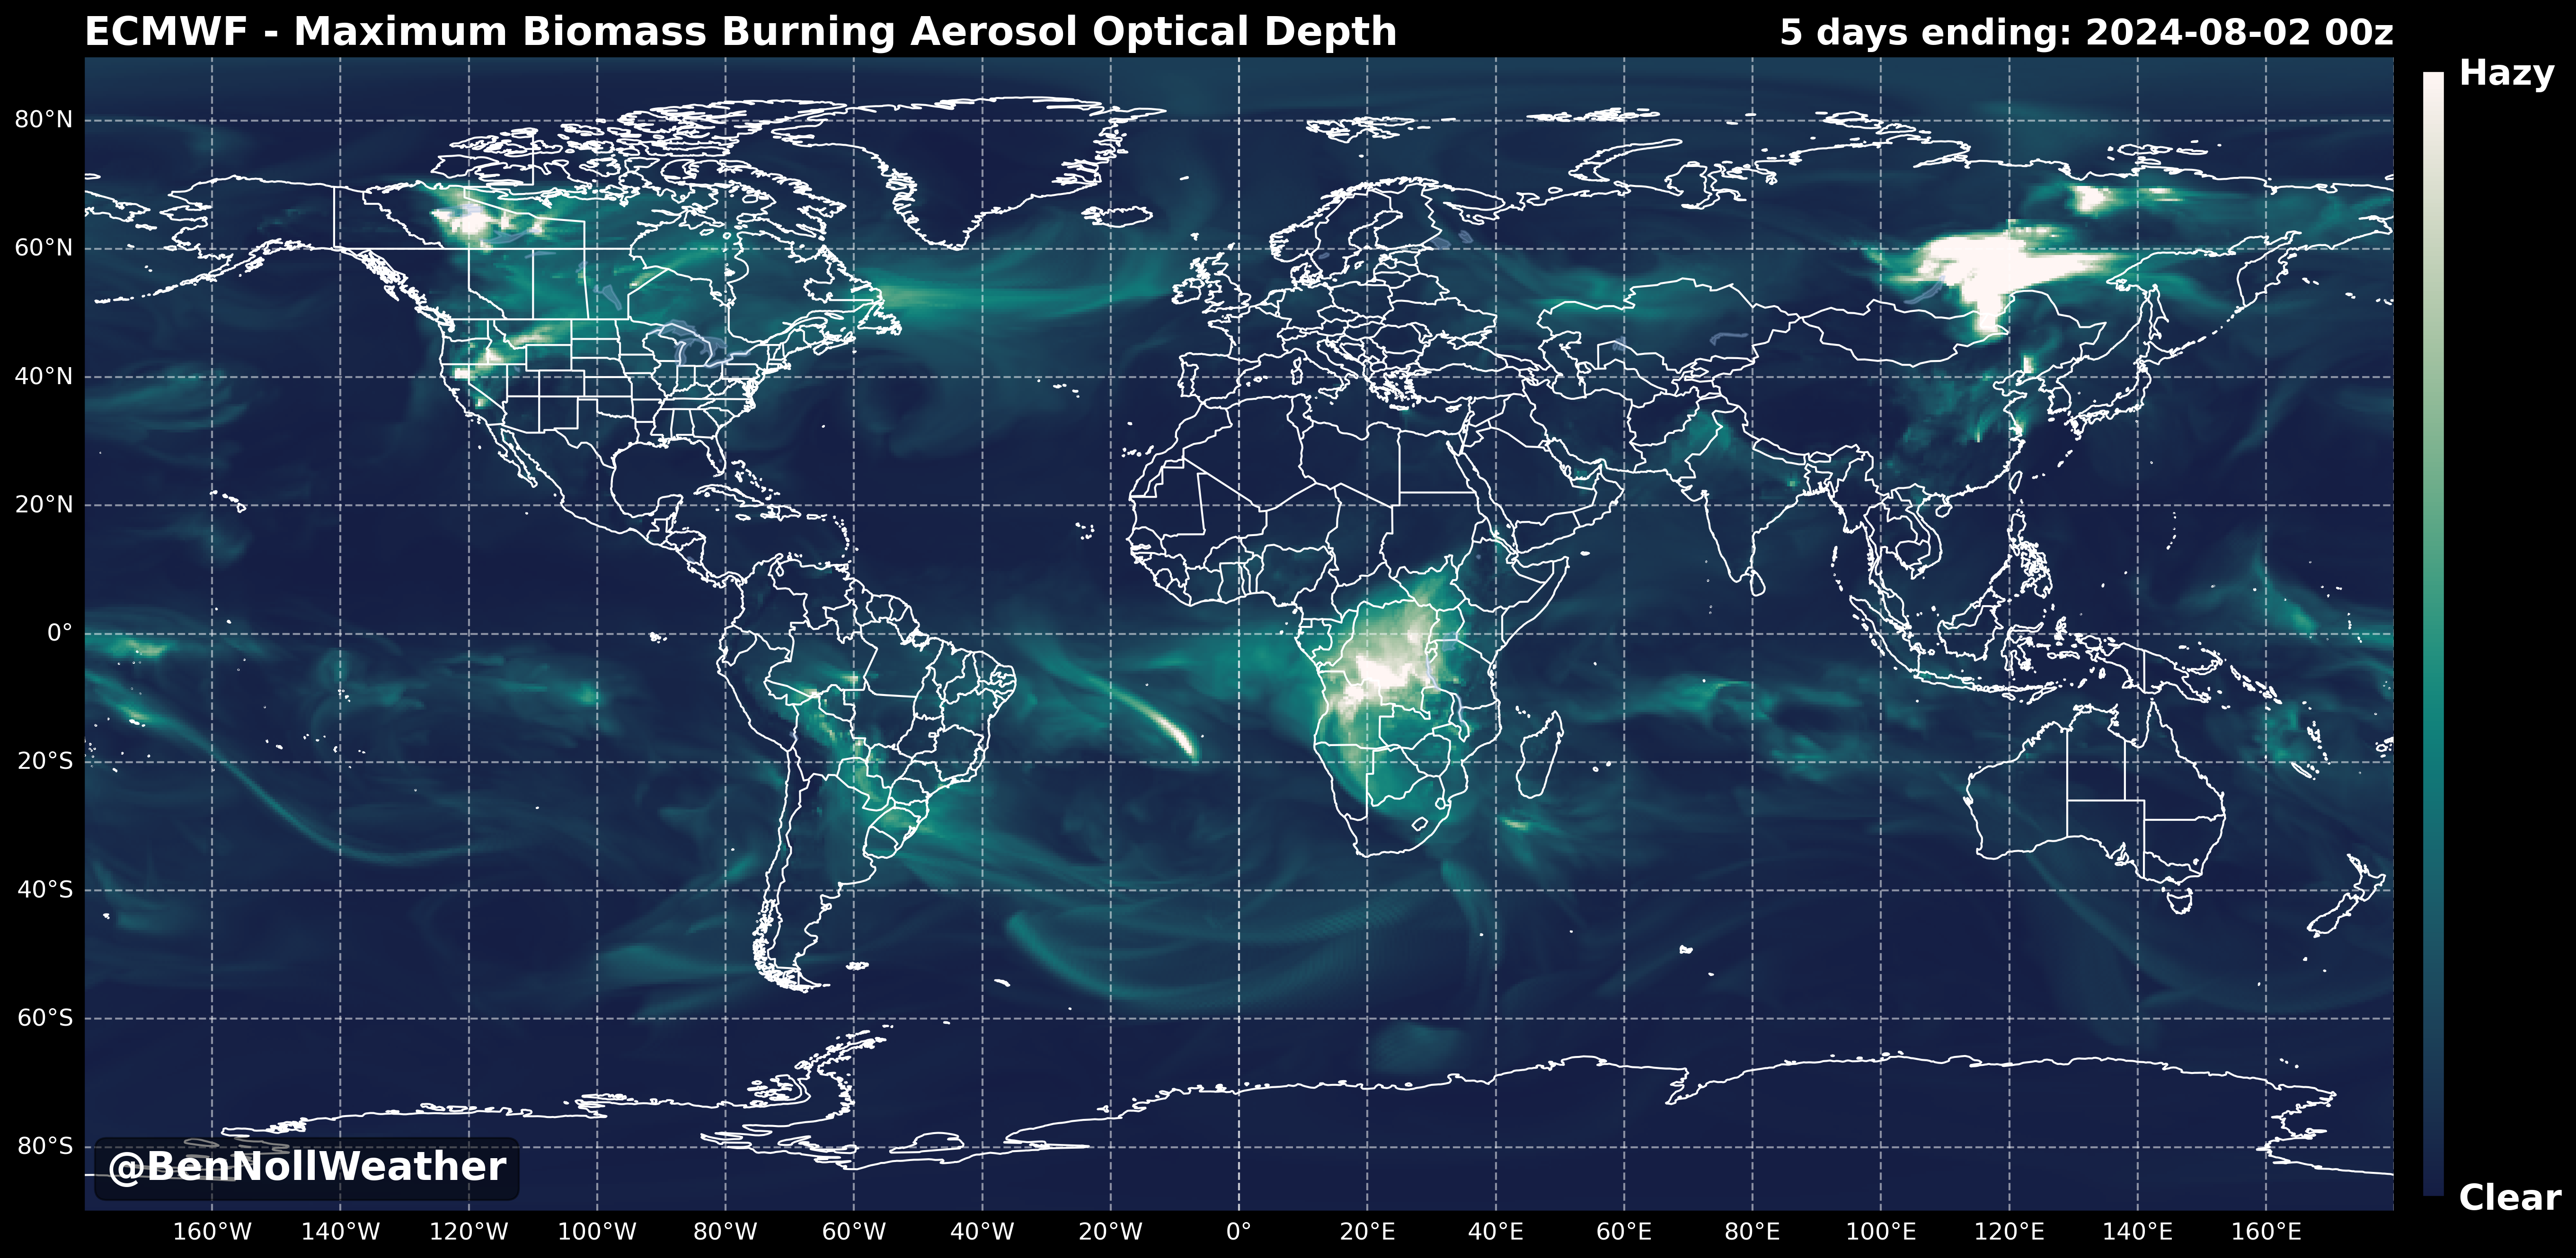 ECMWF - Maximum Biomass Burning Aerosol Optical Depth
5 days ending: 2024-08-02 00z
Hazy
80°N
60°N
40°N
20°N
0°
20°S
40°S
60°S
80°S
@BenNollWeather
Clear
160°W 140°W 120°W 100°W 80°W 60°W 40°W 20°W 0° 20°E 40°E 60°E 80°E 100°E 120°E 140°E 160°E